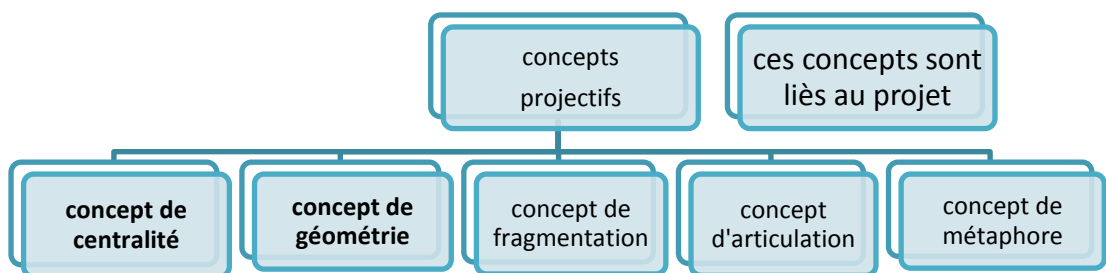 concepts
projectifs
ces concepts sont
liès au projet
concept de
centralité
concept de
géométrie
concept de
fragmentation
concept
d'articulation
concept de
métaphore